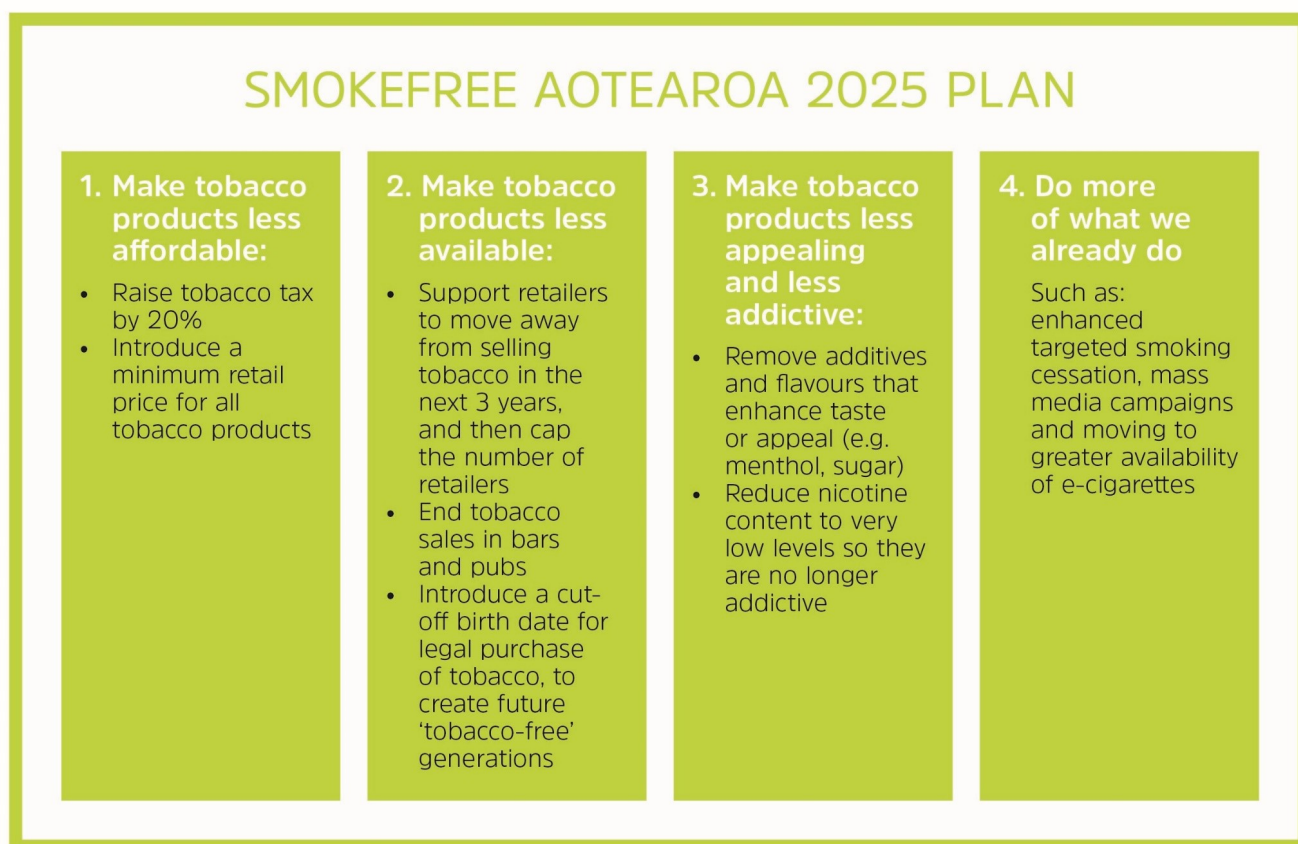 SMOKEFREE AOTEAROA 2025 PLAN
1. Make tobacco
products less
affordable:
• Raise tobacco tax
by 20%
• Introduce a
minimum retail
price for all
tobacco products
2. Make tobacco
products less
available:
• Support retailers
to move away
from selling
tobacco in the
next 3 years,
and then cap
the number of
retailers
• End tobacco
sales in bars
and pubs
• Introduce a cut-
off birth date for
legal purchase
of tobacco, to
create future
‘tobacco-free’
generations
3. Make tobacco
products less
appealing
and less
addictive:
• Remove additives
and flavours that
enhance taste
or appeal (e.g.
menthol, sugar)
• Reduce nicotine
content to very
low levels so they
are no longer
addictive
4. Do more
of what we
already do
Such as:
enhanced
targeted smoking
cessation, mass
media campaigns
and moving to
greater availability
of e-cigarettes